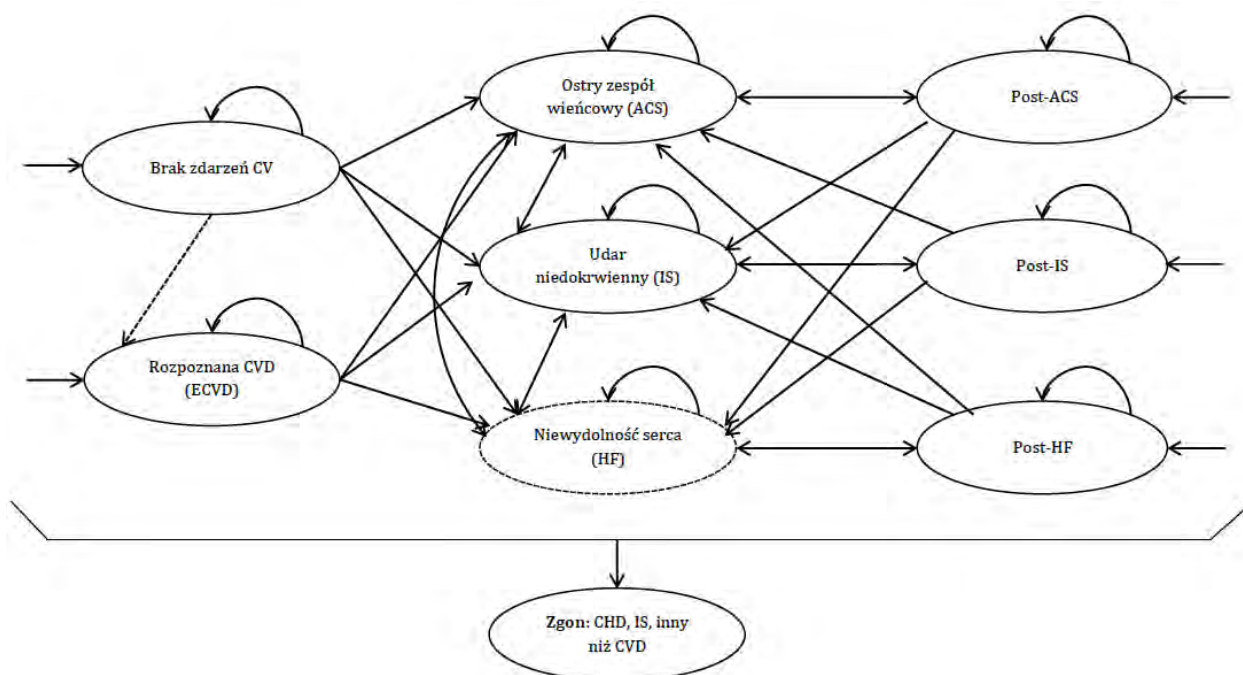 Ostry zespół
wieńcowy (ACS)
Post-ACS
Brak zdarzeń CV
Udar
niedokrwienny (IS)
Post-IS
Rozpoznana CVD
(ECVD)
Niewydolność serca
(HF)
Post-HF
Zgon: CHD, IS, inny
niż CVD